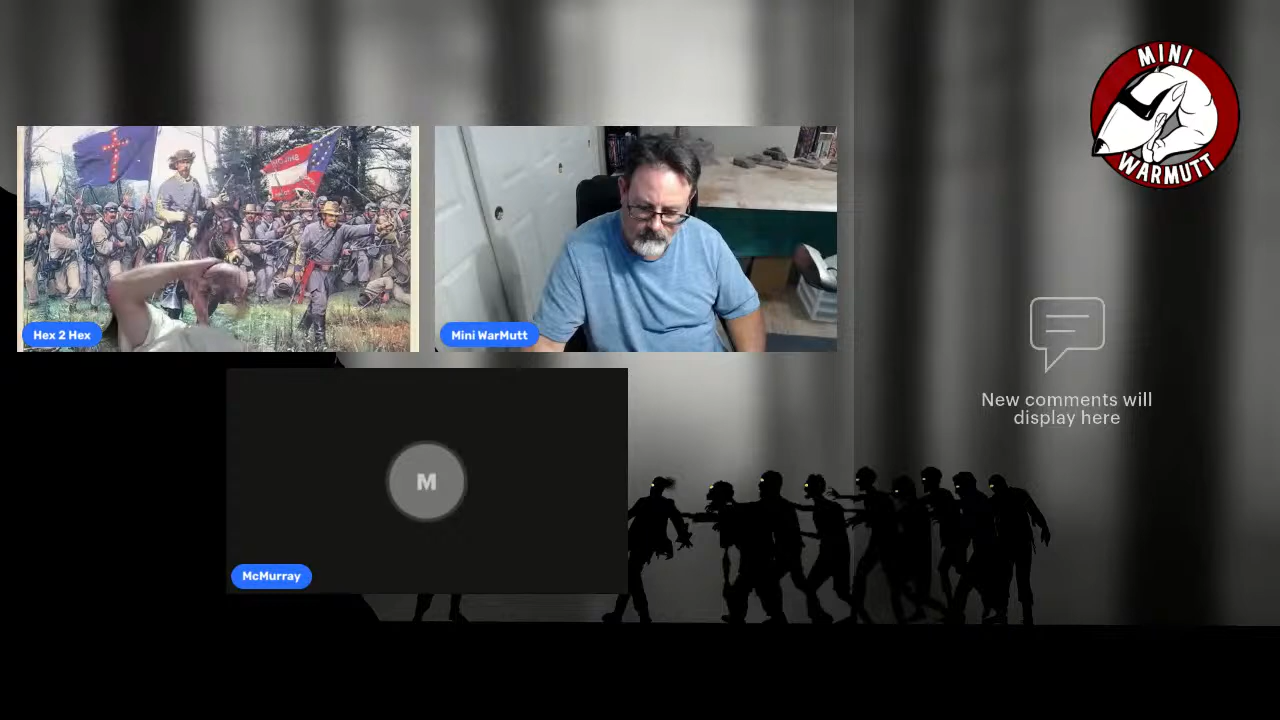 MINI
WARMUTT
Hex 2 Hex
Mini WarMutt
New comments will
display here
M
McMurray